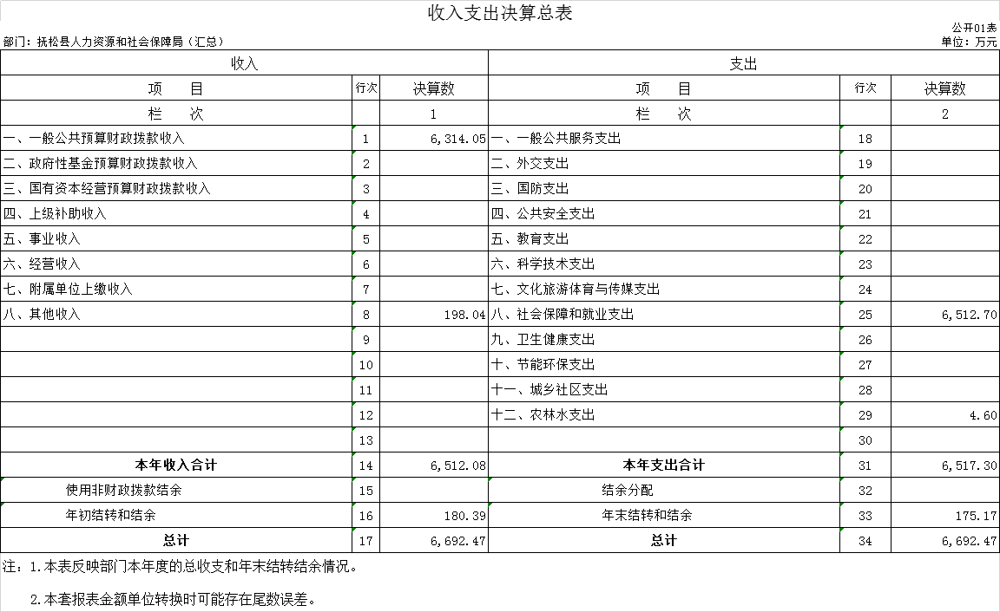 收入支出决算总表
公开01表
部门：抚松县人力资源和社会保障局（汇总） 单位：万元
收入 支出
项 目 行次 决算数 项 目 行次 决算数
栏 次 1 栏 次 2
一、一般公共预算财政拨款收入 1 6,314.05 一、一般公共服务支出 18
二、政府性基金预算财政拨款收入 2 二、外交支出 19
三、国有资本经营预算财政拨款收入 3 三、国防支出 20
四、上级补助收入 4 四、公共安全支出 21
五、事业收入 5 五、教育支出 22
六、经营收入 6 六、科学技术支出 23
七、附属单位上缴收入 7 七、文化旅游体育与传媒支出 24
八、其他收入 8 198.04 八、社会保障和就业支出 25 6,512.70
9 九、卫生健康支出 26
10 十、节能环保支出 27
11 十一、城乡社区支出 28
12 十二、农林水支出 29 4.60
13 30
本年收入合计 14 6,512.08 本年支出合计 31 6,517.30
使用非财政拨款结余 15 结余分配 32
年初结转和结余 16 180.39 年末结转和结余 33 175.17
总计 17 6,692.47 总计 34 6,692.47
注：1.本表反映部门本年度的总收支和年末结转结余情况。
2.本套报表金额单位转换时可能存在尾数误差。